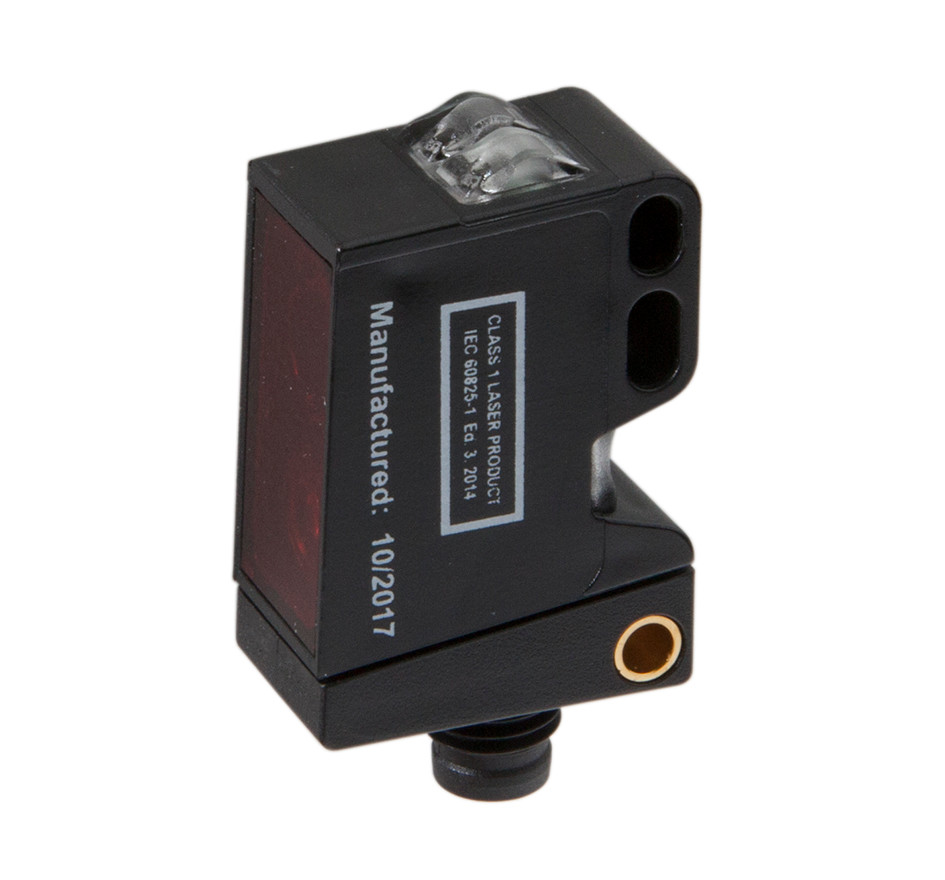 CLASS 1 LASER PRODUCT
IEC 60825-1 Ed. 3, 2014
Manufactured: 10/2017